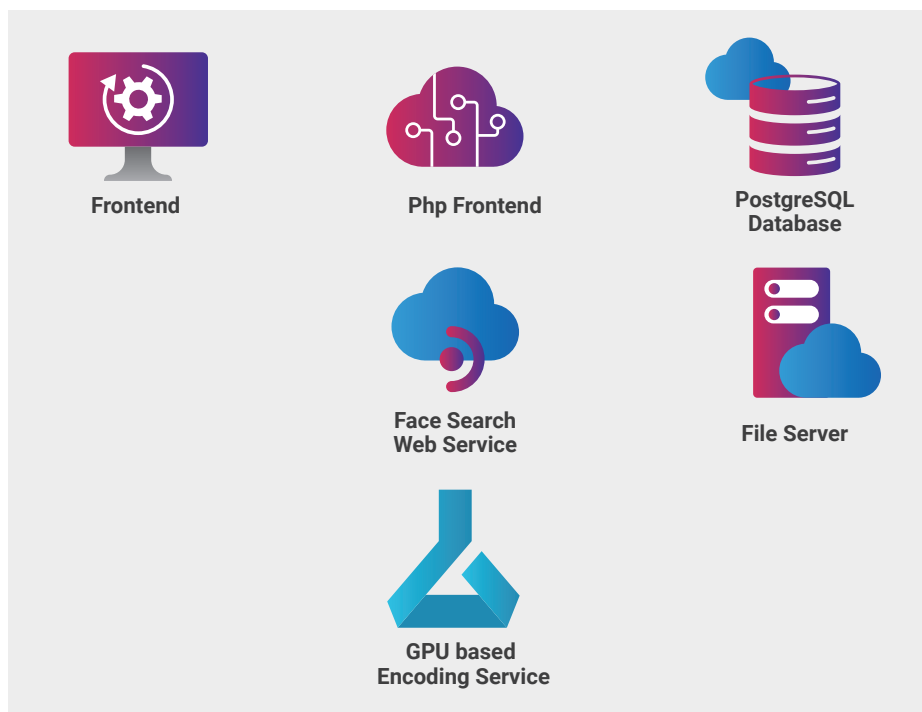 Frontend
Php Frontend
PostgreSQL
Database
Face Search
Web Service
File Server
GPU based
Encoding Service